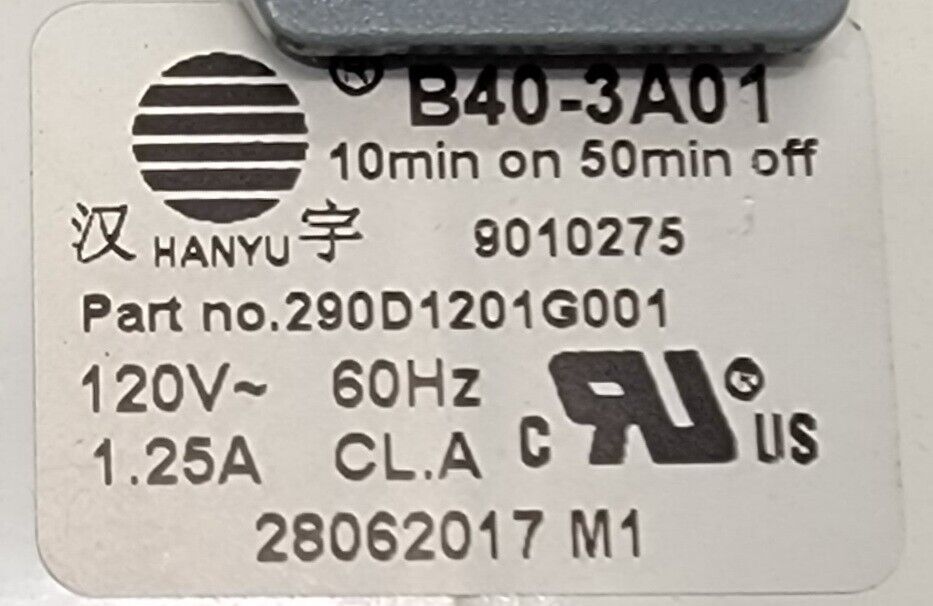 ® B40-3A01
10min on 50min off
汉 HANYU 宇 9010275
Part no.290D1201G001
120V~ 60Hz
1.25A CL.A C RU ® US
28062017 M1